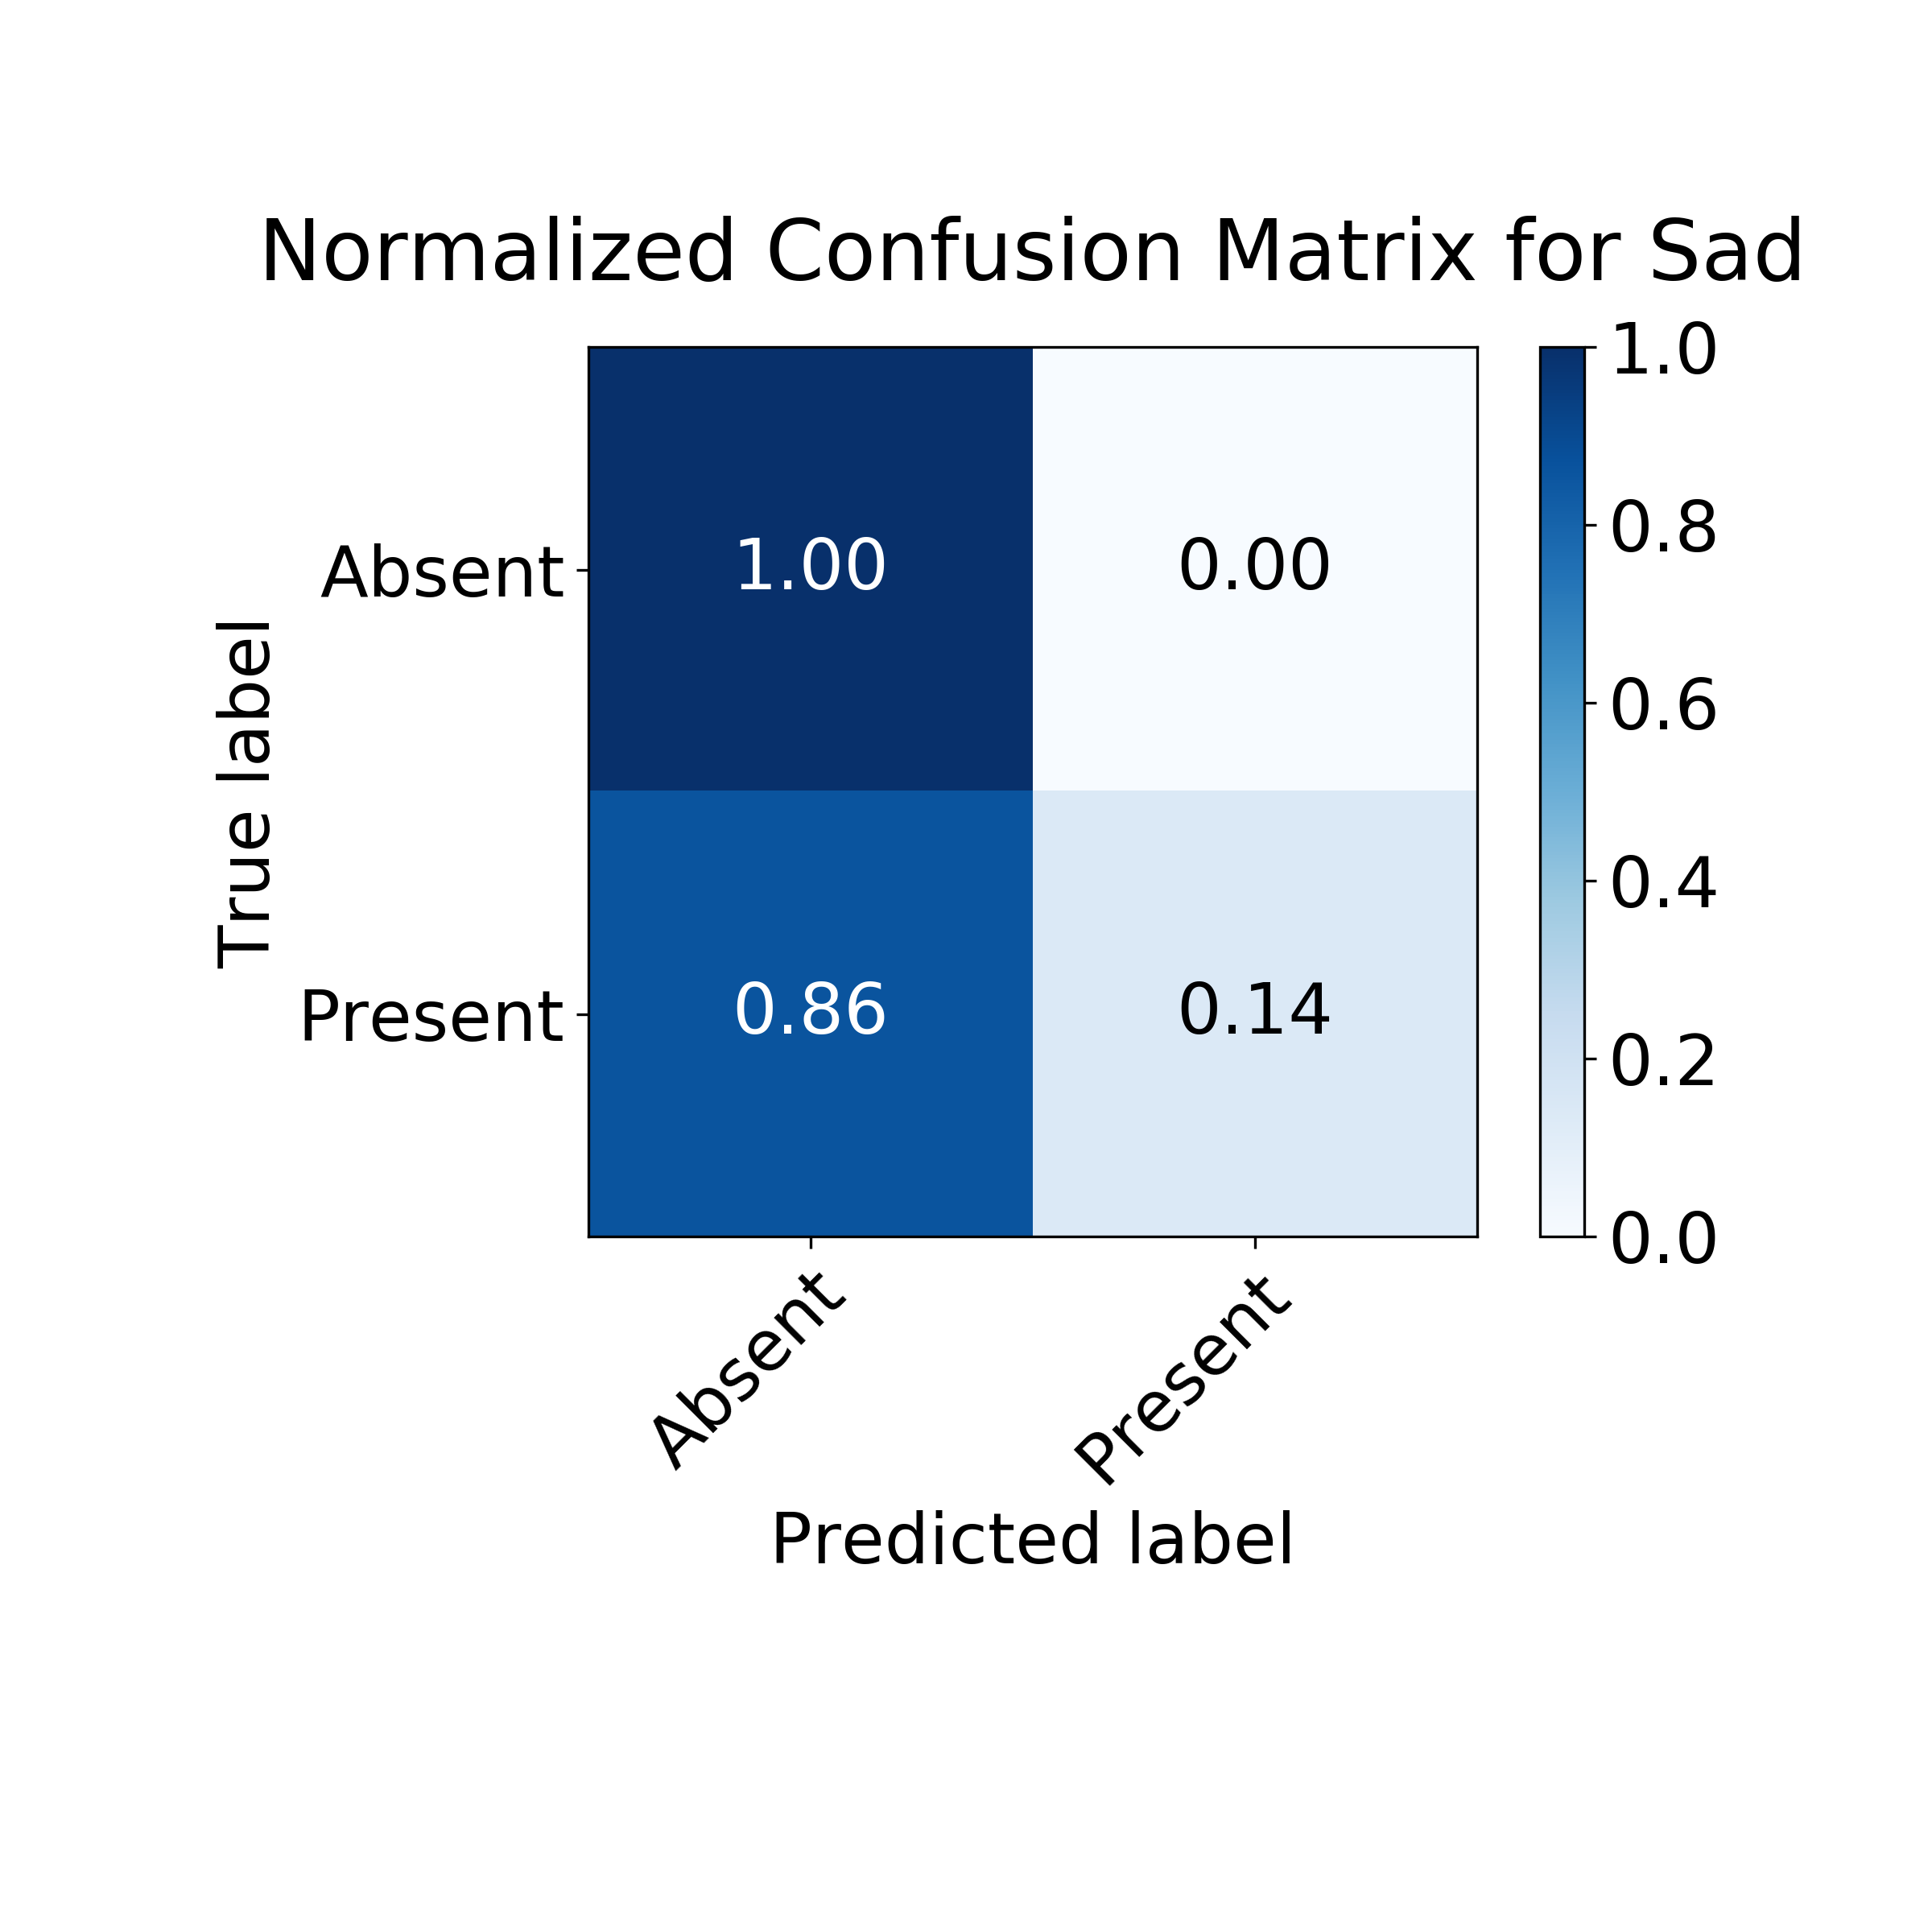 Normalized Confusion Matrix for Sad
True label
Absent
Present
1.00 0.00
0.86 0.14
1.0
0.8
0.6
0.4
0.2
0.0
Absent Present
Predicted label